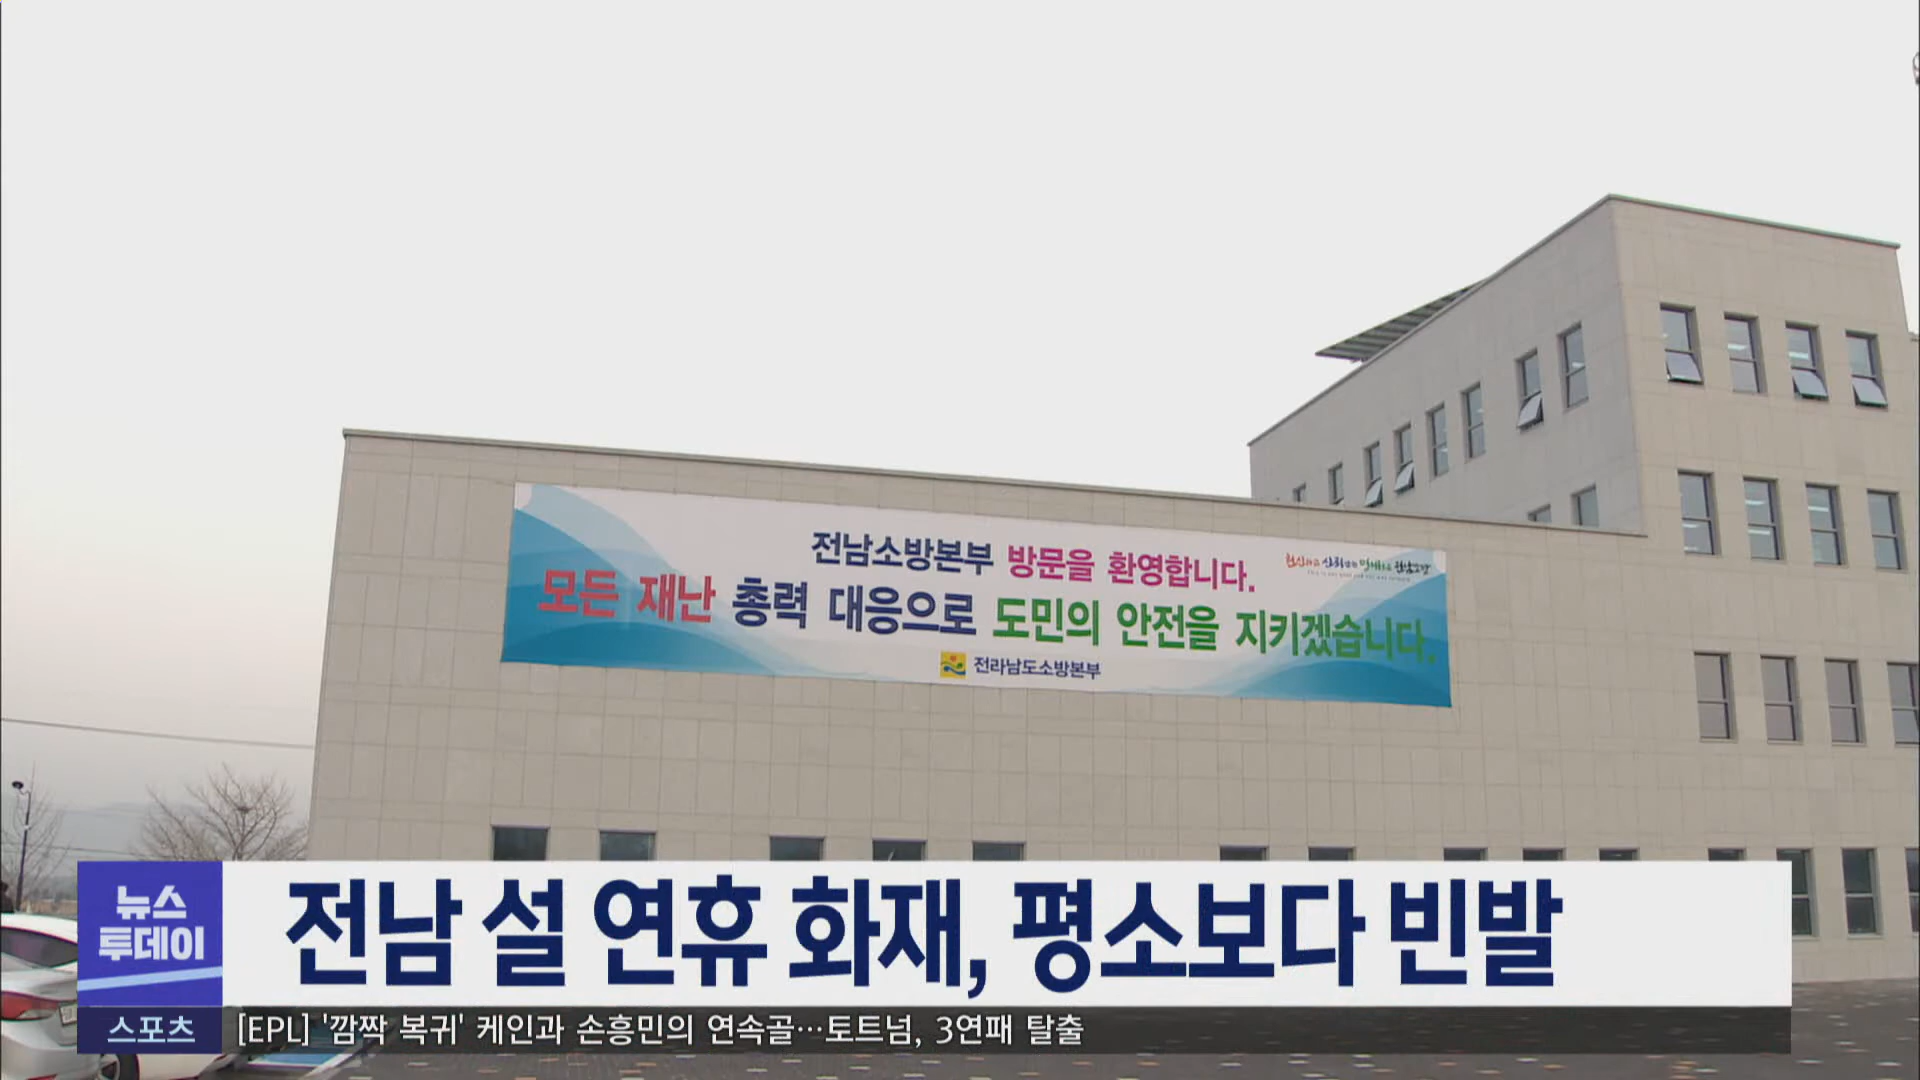 전남소방본부 방문을 환영합니다.
모든 재난 총력 대응으로 도민의 안전을 지키겠습니다.
전라남도소방본부
뉴스
투데이
전남 설 연휴 화재, 평소보다 빈발
스포츠
[EPL] '깜짝 복귀' 케인과 손흥민의 연속골…토트넘, 3연패 탈출